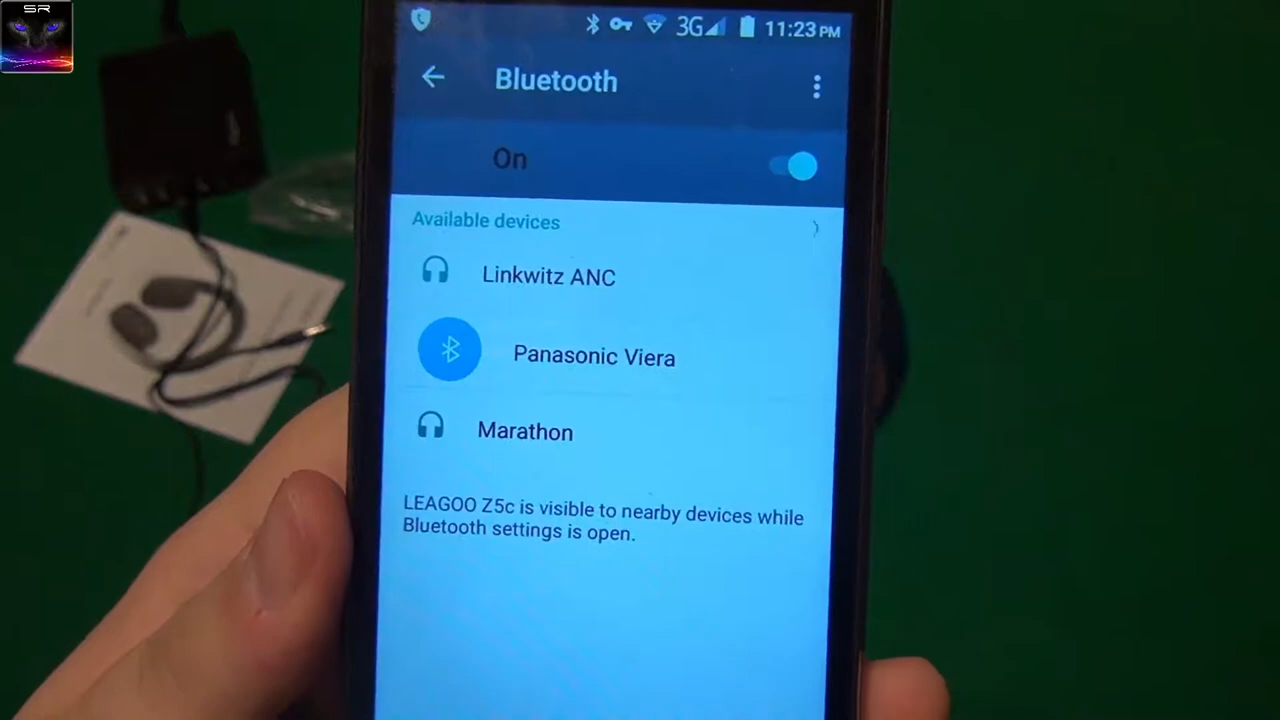 SR
3G
11:23 PM
Bluetooth
On
Available devices
Linkwitz ANC
Panasonic Viera
Marathon
LEAGOO Z5c is visible to nearby devices while
Bluetooth settings is open.